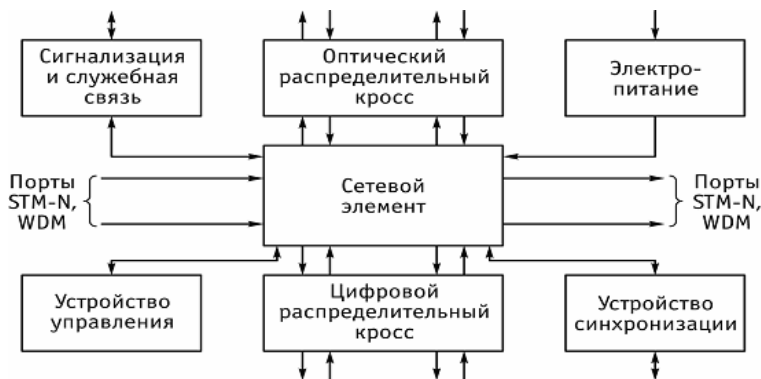 Сигнализация
и служебная
связь
Оптический
распределительный
кросс
Электро-
питание
Порты
STM-N,
WDM
Сетевой
элемент
Порты
STM-N,
WDM
Устройство
управления
Цифровой
распределительный
кросс
Устройство
синхронизации